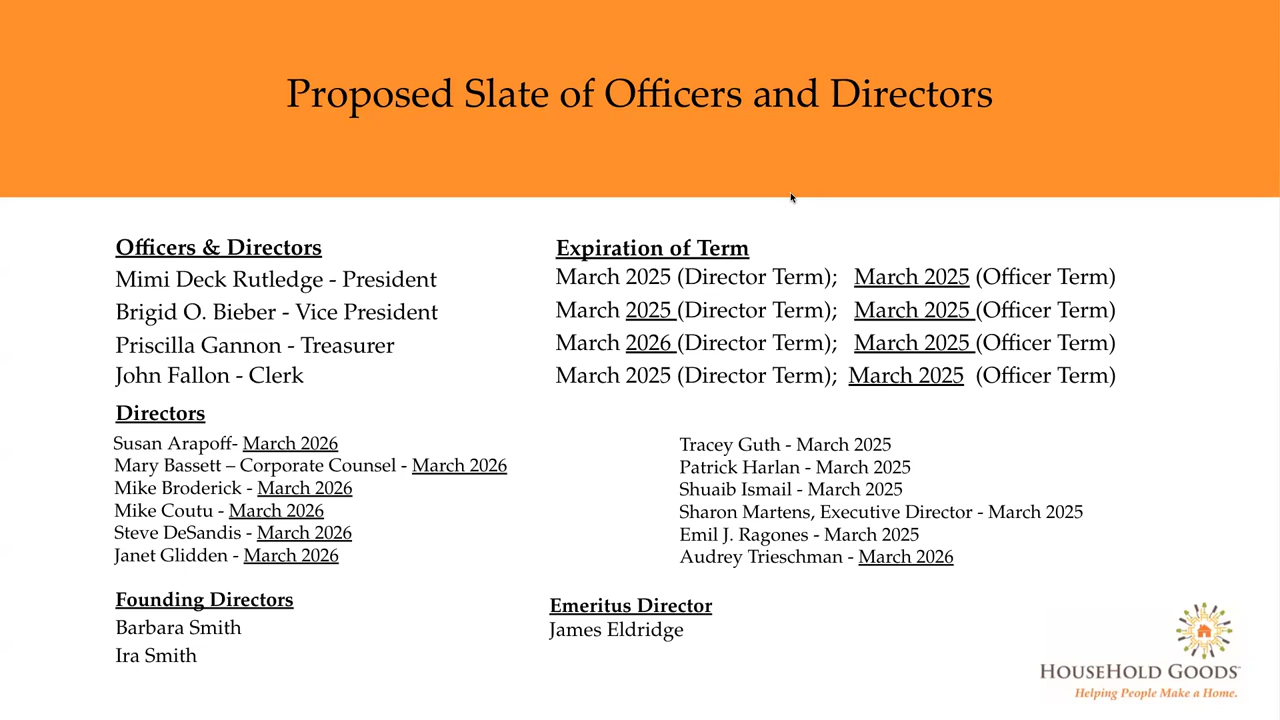 Proposed Slate of Officers and Directors
Officers & Directors
Mimi Deck Rutledge - President
Brigid O. Bieber - Vice President
Priscilla Gannon - Treasurer
John Fallon - Clerk
Expiration of Term
March 2025 (Director Term); March 2025 (Officer Term)
March 2025 (Director Term); March 2025 (Officer Term)
March 2026 (Director Term); March 2025 (Officer Term)
March 2025 (Director Term); March 2025 (Officer Term)
Directors
Susan Arapoff- March 2026
Mary Bassett – Corporate Counsel - March 2026
Mike Broderick - March 2026
Mike Coutu - March 2026
Steve DeSandis - March 2026
Janet Glidden - March 2026
Tracey Guth - March 2025
Patrick Harlan - March 2025
Shuaib Ismail - March 2025
Sharon Martens, Executive Director - March 2025
Emil J. Ragones - March 2025
Audrey Trieschman - March 2026
Founding Directors
Barbara Smith
Ira Smith
Emeritus Director
James Eldridge
HOUSEHOLD GOODS
Helping People Make a Home.